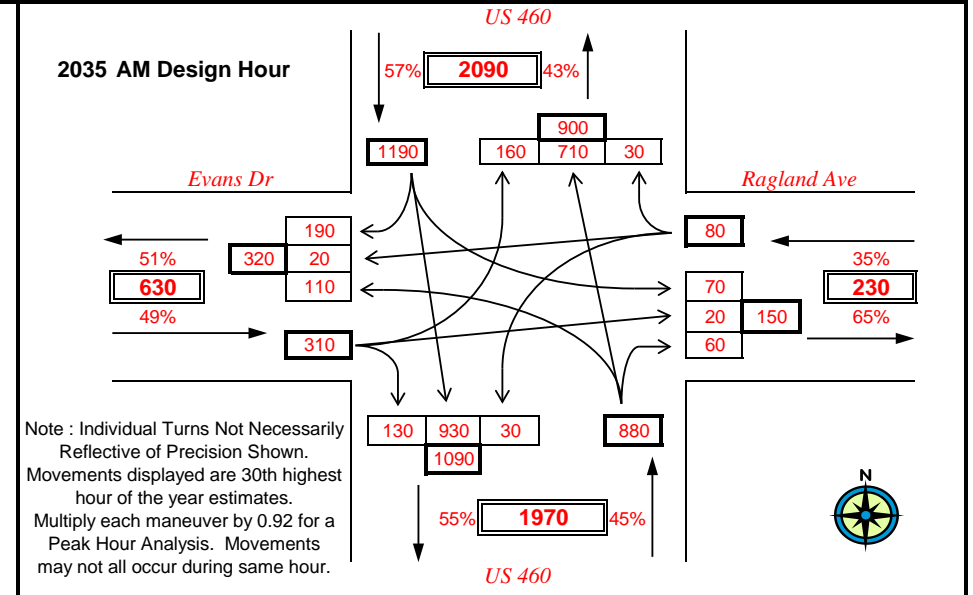 US 460
2035 AM Design Hour
57% 2090 43%
900
1190 160 710 30
Evans Dr Ragland Ave
190 80
51% 320 20 35%
630 110 70 230
49% 20 150 65%
310 60
130 930 30 880
1090
Note : Individual Turns Not Necessarily
Reflective of Precision Shown.
Movements displayed are 30th highest
hour of the year estimates.
Multiply each maneuver by 0.92 for a
Peak Hour Analysis. Movements
may not all occur during same hour.
N
55% 1970 45%
US 460